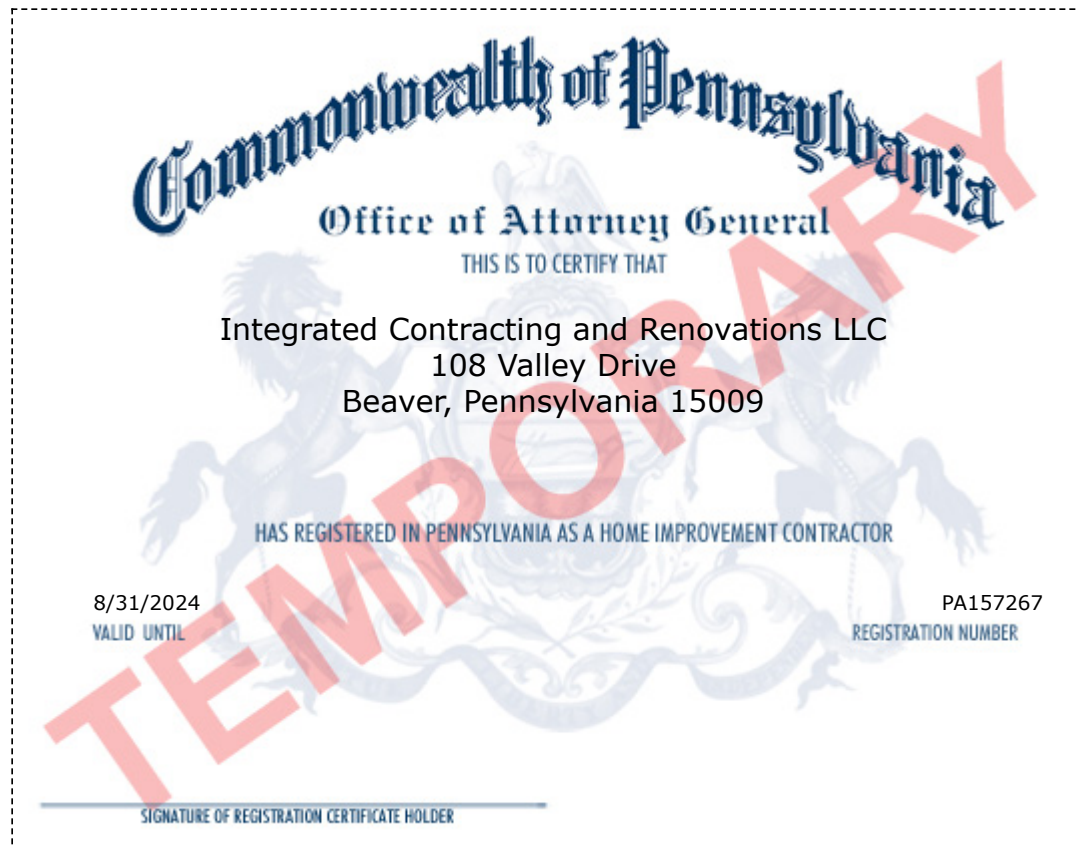 Commonwealth of Pennsylvania
Office of Attorney General
THIS IS TO CERTIFY THAT
Integrated Contracting and Renovations LLC
108 Valley Drive
Beaver, Pennsylvania 15009
HAS REGISTERED IN PENNSYLVANIA AS A HOME IMPROVEMENT CONTRACTOR
8/31/2024
VALID UNTIL
PA157267
REGISTRATION NUMBER
TEMPORARY
SIGNATURE OF REGISTRATION CERTIFICATE HOLDER